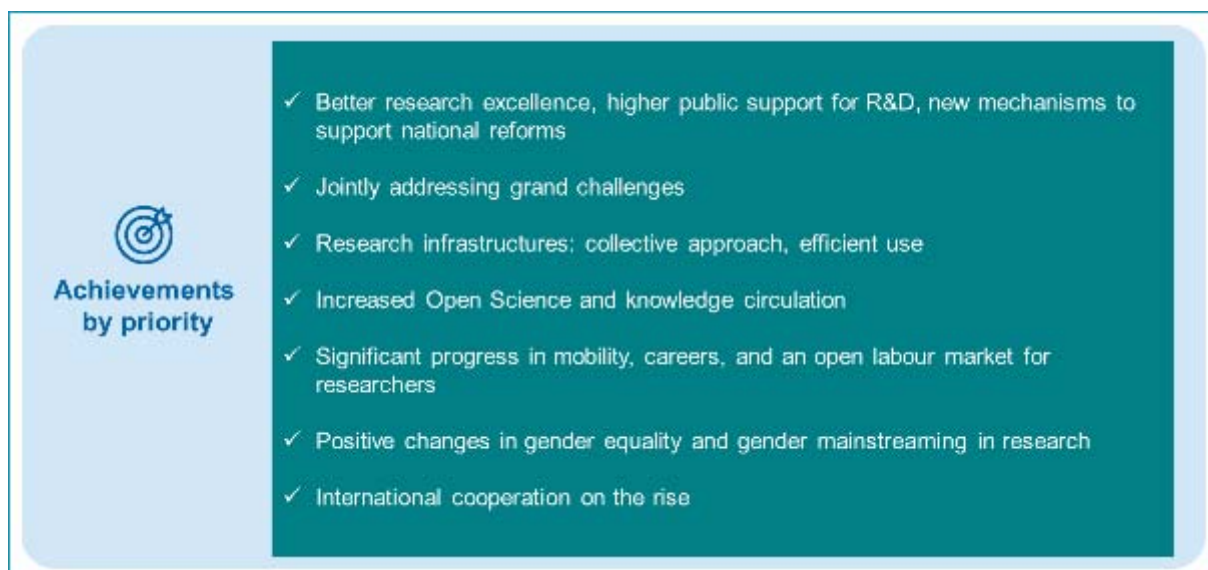 Achievements
by priority
✓ Better research excellence, higher public support for R&D, new mechanisms to
support national reforms
✓ Jointly addressing grand challenges
✓ Research infrastructures: collective approach, efficient use
✓ Increased Open Science and knowledge circulation
✓ Significant progress in mobility, careers, and an open labour market for
researchers
✓ Positive changes in gender equality and gender mainstreaming in research
✓ International cooperation on the rise